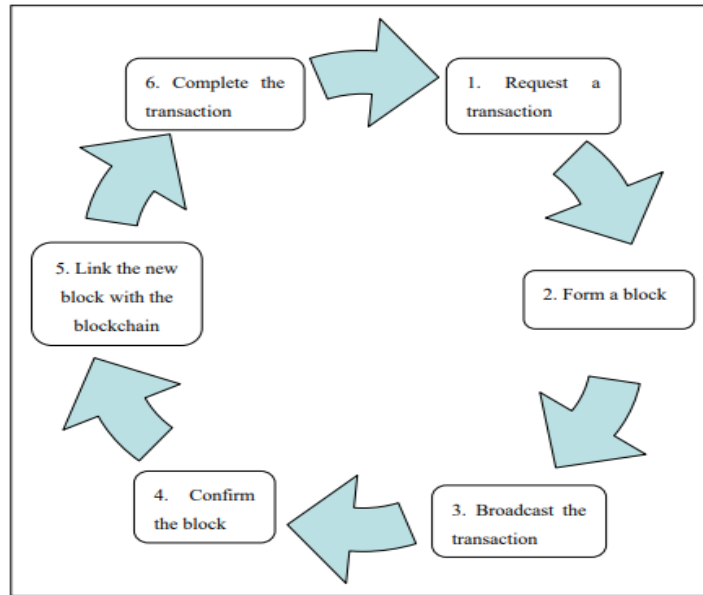 1. Request a
transaction
2. Form a block
3. Broadcast the
transaction
4. Confirm
the block
5. Link the new
block with the
blockchain
6. Complete the
transaction